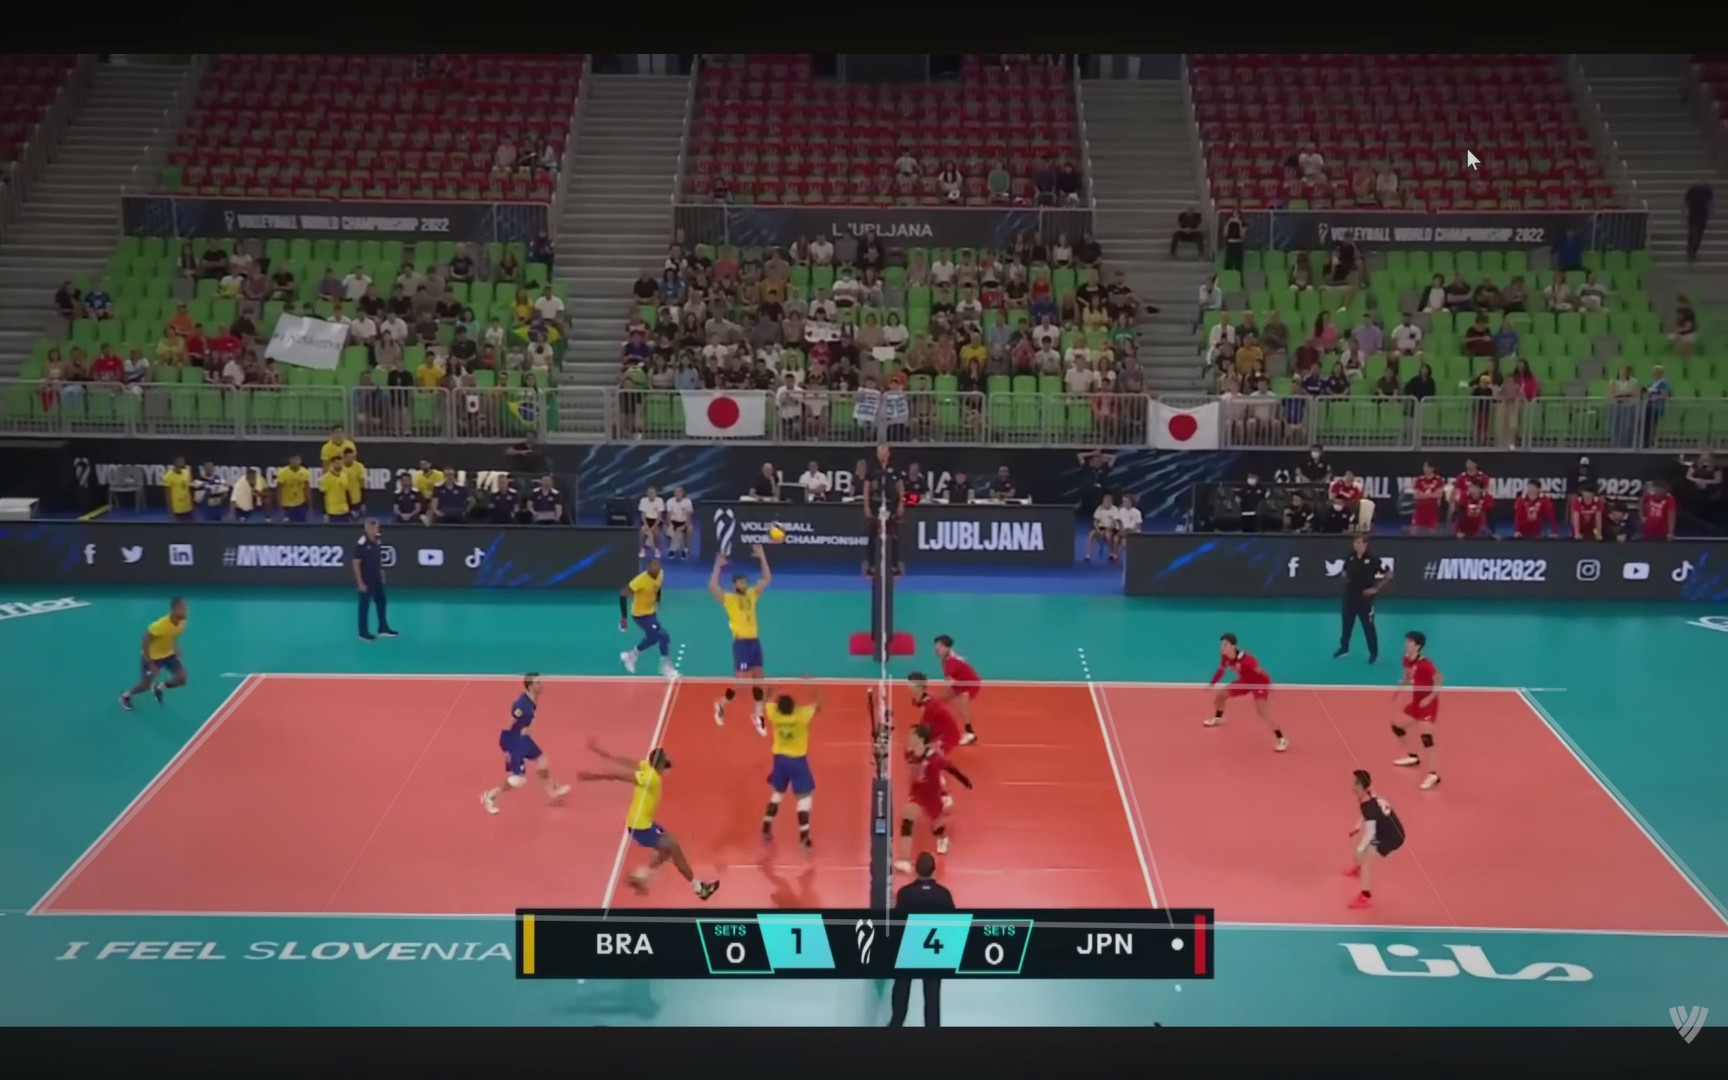 VOLLEYBALL WORLD CHAMPIONSHIP 2022
LJUBLJANA
VOLLEYBALL WORLD CHAMPIONSHIP 2022
VOLLEYBALL
WORLD CHAMPIONSHIP
LJUBLJANA
#MWCH2022
#MWCH2022
I FEEL SLOVENIA
BRA
SETS
0
1
4
SETS
0
JPN